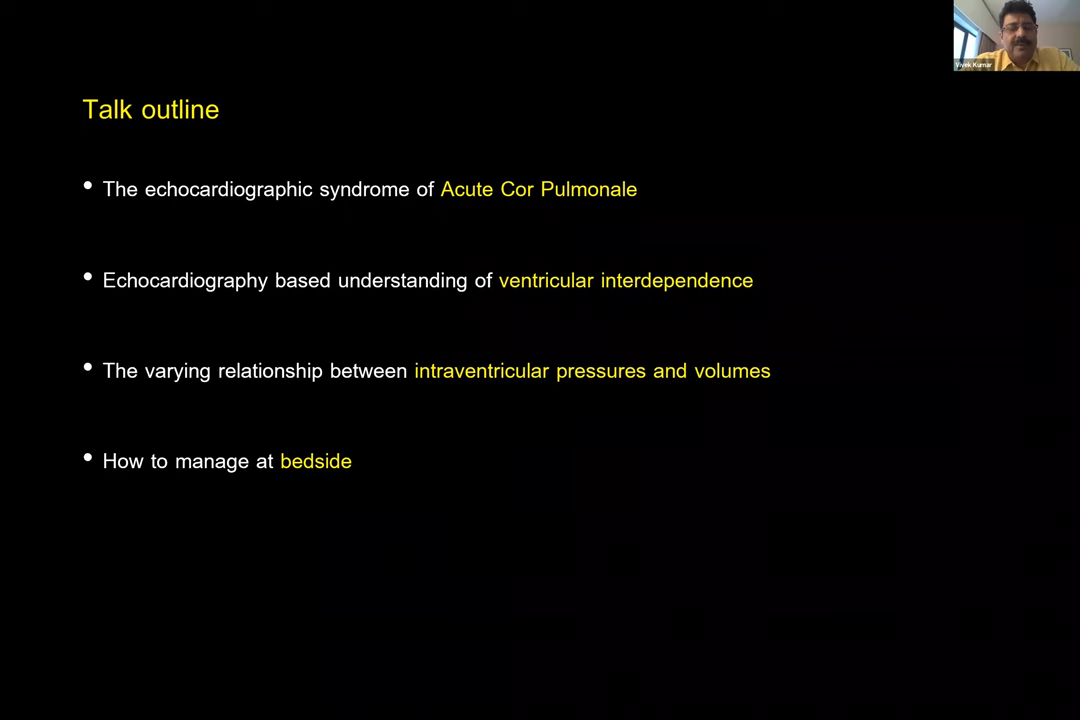 Vivek Kumar
Talk outline
• The echocardiographic syndrome of Acute Cor Pulmonale
• Echocardiography based understanding of ventricular interdependence
• The varying relationship between intraventricular pressures and volumes
• How to manage at bedside